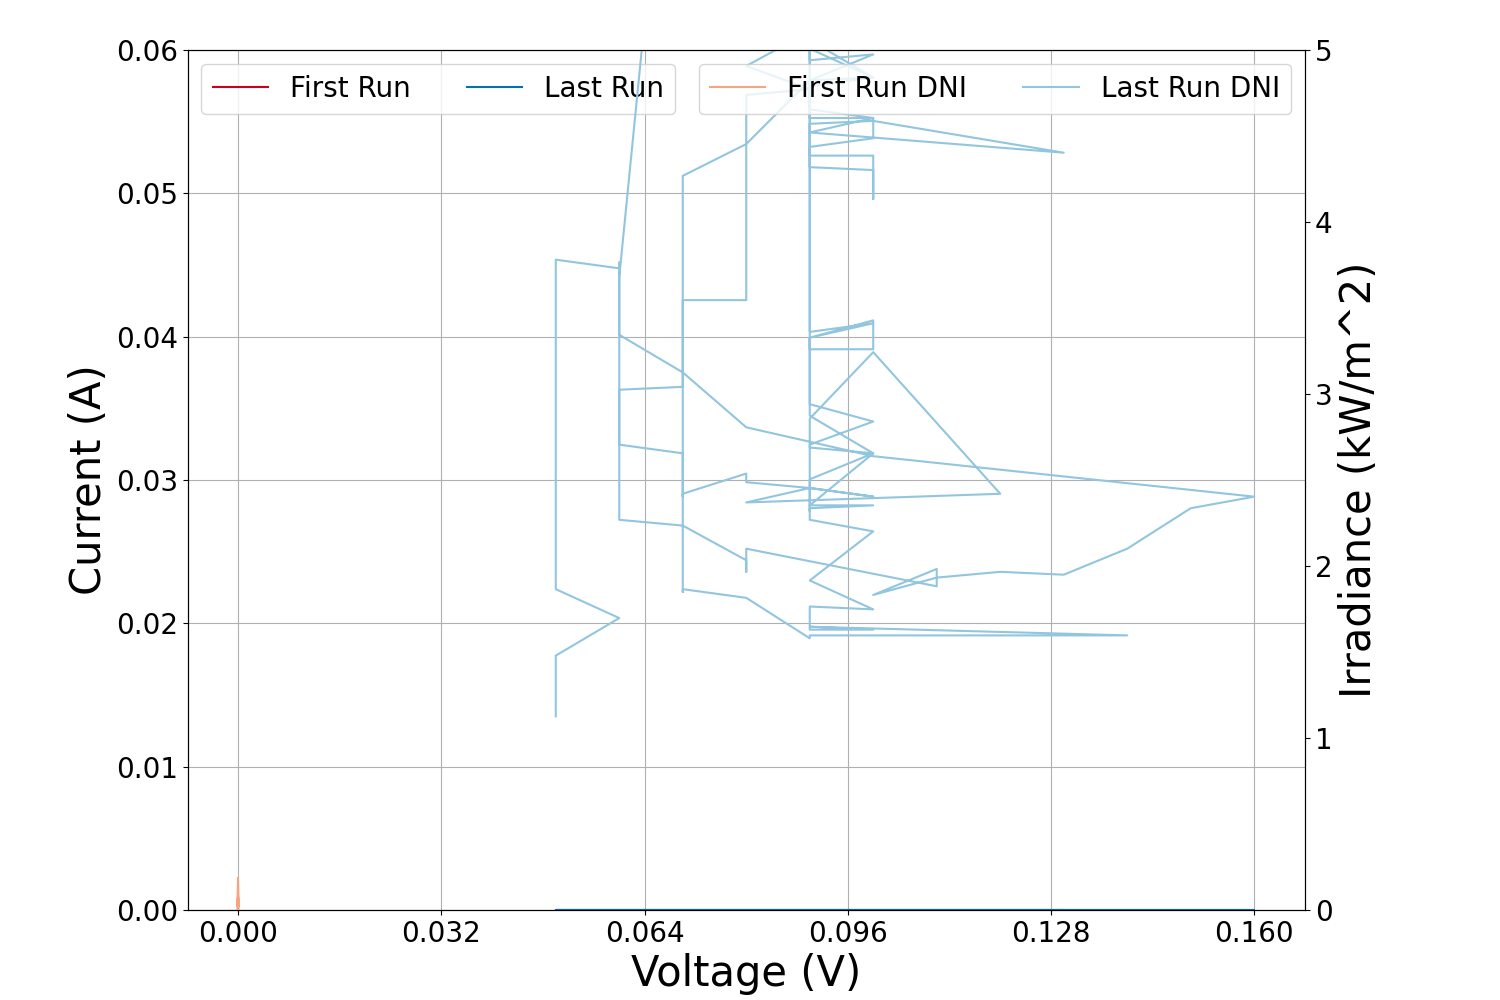 First Run
Last Run
First Run DNI
Last Run DNI
0.06
0.05
0.04
0.03
0.02
0.01
0.00
Current (A)
5
4
3
2
1
0
Irradiance (kW/m^2)
0.000
0.032
0.064
0.096
0.128
0.160
Voltage (V)